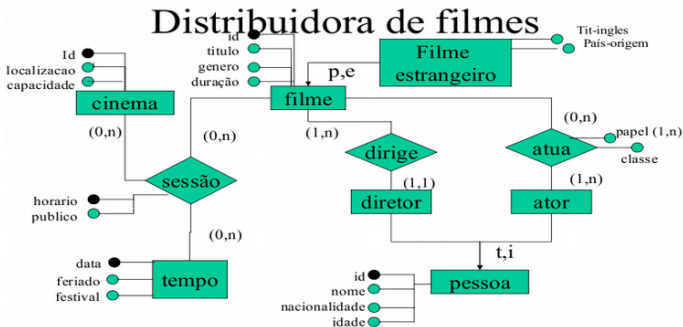 Distribuidora de filmes
id
titulo
genero
duração
Id
localizacao
capacidade
cinema
filme
p,e
Filme
estrangeiro
Tit-ingles
País-origem
(0,n)
(0,n)
(1,n)
(0,n)
papel (1,n)
classe
dirige
atua
sessão
(1,1)
(1,n)
diretor
ator
horario
publico
(0,n)
t,i
data
feriado
festival
tempo
id
nome
nacionalidade
idade
pessoa